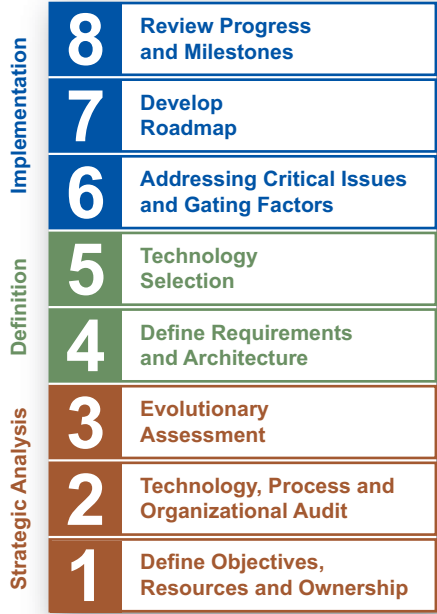 Implementation
8
Review Progress
and Milestones
7
Develop
Roadmap
6
Addressing Critical Issues
and Gating Factors
Definition
5
Technology
Selection
4
Define Requirements
and Architecture
Strategic Analysis
3
Evolutionary
Assessment
2
Technology, Process and
Organizational Audit
1
Define Objectives,
Resources and Ownership